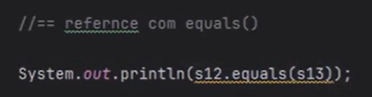 //== refernce com equals()
System.out.println(s12.equals(s13));